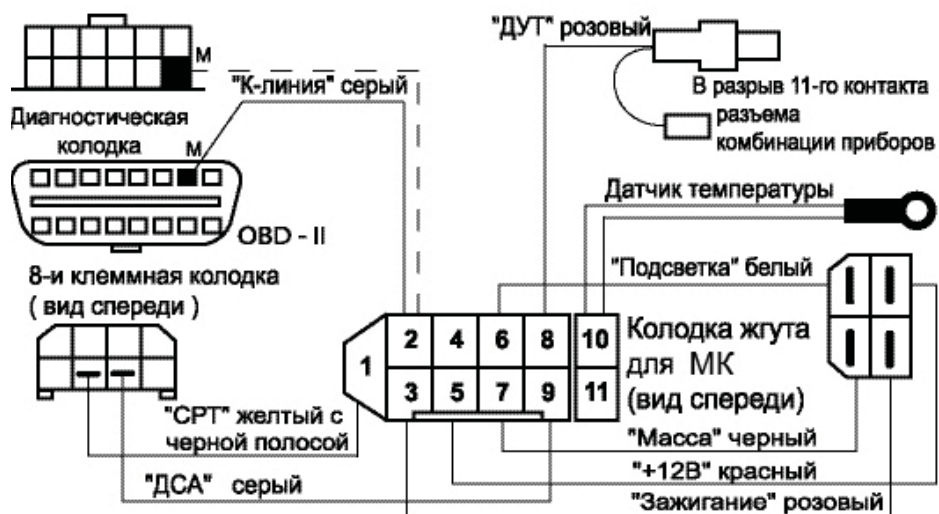 "ДУТ" розовый
М
"К-линия" серый
В разрыв 11-го контакта
разъема
комбинации приборов
Диагностическая
колодка
М
Датчик температуры
OBD - II
"Подсветка" белый
8-и клеммная колодка
( вид спереди )
2 4 6 8 10
1
3 5 7 9 11
Колодка жгута
для МК
(вид спереди)
"СРТ" желтый с
черной полосой
"Масса" черный
"+12В" красный
"ДСА" серый
"Зажигание" розовый